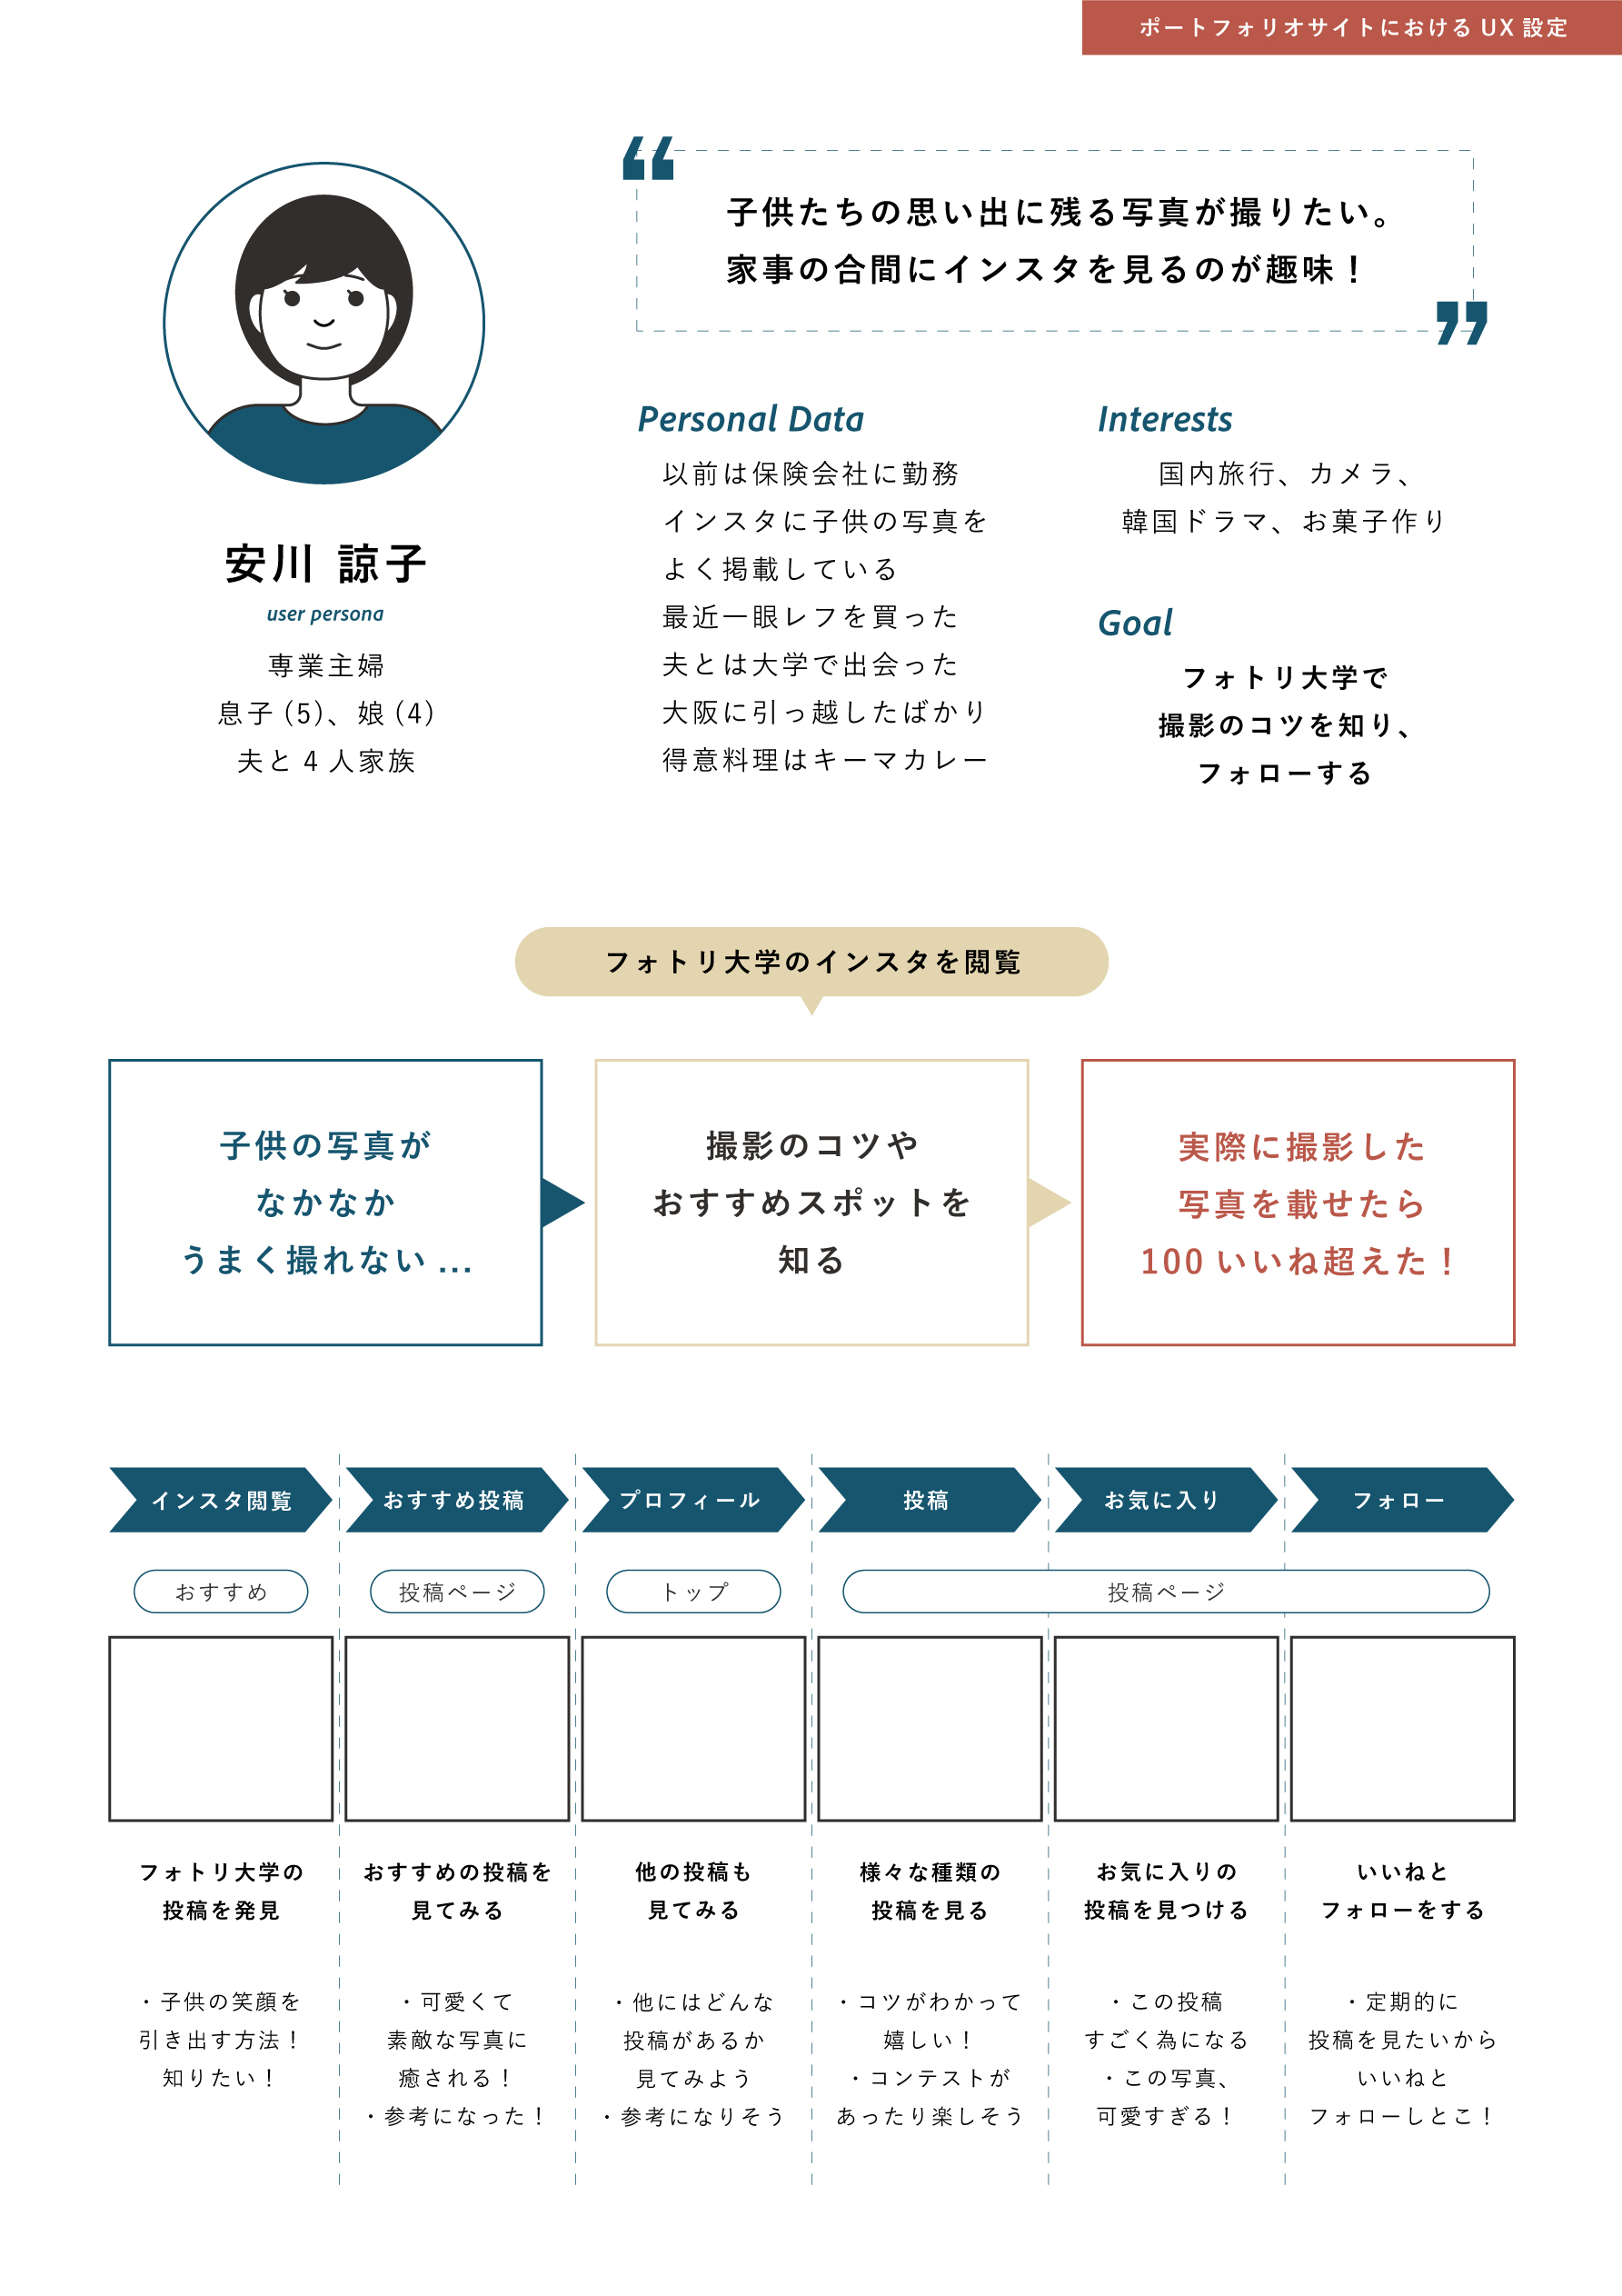 ポートフォリオサイトにおける UX 設定
“
子供たちの思い出に残る写真が撮りたい。
家事の合間にインスタを見るのが趣味！
”
安川 諒子
user persona
専業主婦
息子 (5)、娘 (4)
夫と 4 人家族
Personal Data
以前は保険会社に勤務
インスタに子供の写真を
よく掲載している
最近一眼レフを買った
夫とは大学で出会った
大阪に引っ越したばかり
得意料理はキーマカレー
Interests
国内旅行、カメラ、
韓国ドラマ、お菓子作り
Goal
フォトリ大学で
撮影のコツを知り、
フォローする
フォトリ大学のインスタを閲覧
子供の写真が
なかなか
うまく撮れない ...
撮影のコツや
おすすめスポットを
知る
実際に撮影した
写真を載せたら
100 いいね超えた！
インスタ閲覧
おすすめ投稿
プロフィール
投稿
お気に入り
フォロー
おすすめ
投稿ページ
トップ
投稿ページ
フォトリ大学の
投稿を発見
おすすめの投稿を
見てみる
他の投稿も
見てみる
様々な種類の
投稿を見る
お気に入りの
投稿を見つける
いいねと
フォローをする
・子供の笑顔を
引き出す方法！
知りたい！
・可愛くて
素敵な写真に
癒される！
・参考になった！
・他にはどんな
投稿があるか
見てみよう
・参考になりそう
・コツがわかって
嬉しい！
・コンテストが
あったり楽しそう
・この投稿
すごく為になる
・この写真、
可愛すぎる！
・定期的に
投稿を見たいから
いいねと
フォローしとこ！